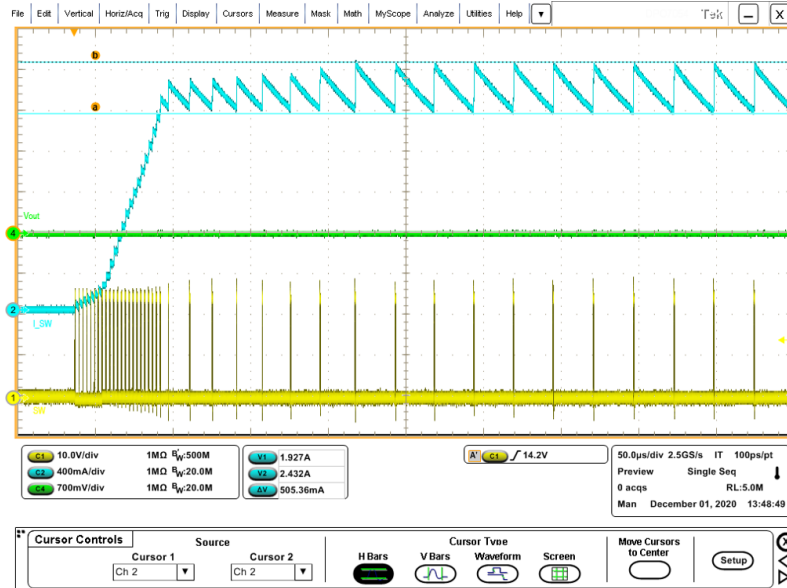 File Edit Vertical Horiz/Acq Trig Display Cursors Measure Mask Math MyScope Analyze Utilities Help Tek X
b
a
Vout
4
2
I_SW
1
SW
C1 10.0V/div 1MΩ BW:500M
C2 400mA/div 1MΩ BW:20.0M
C4 700mV/div 1MΩ BW:20.0M
V1 1.927A
V2 2.432A
ΔV 505.36mA
A' C1 14.2V
50.0µs/div 2.5GS/s IT 100ps/pt
Preview Single Seq
0 acqs RL:5.0M
Man December 01, 2020 13:48:49
Cursor Controls
Source
Cursor 1 Cursor 2
Ch 2 Ch 2
Cursor Type
H Bars V Bars Waveform Screen
Move Cursors
to Center
Setup
X